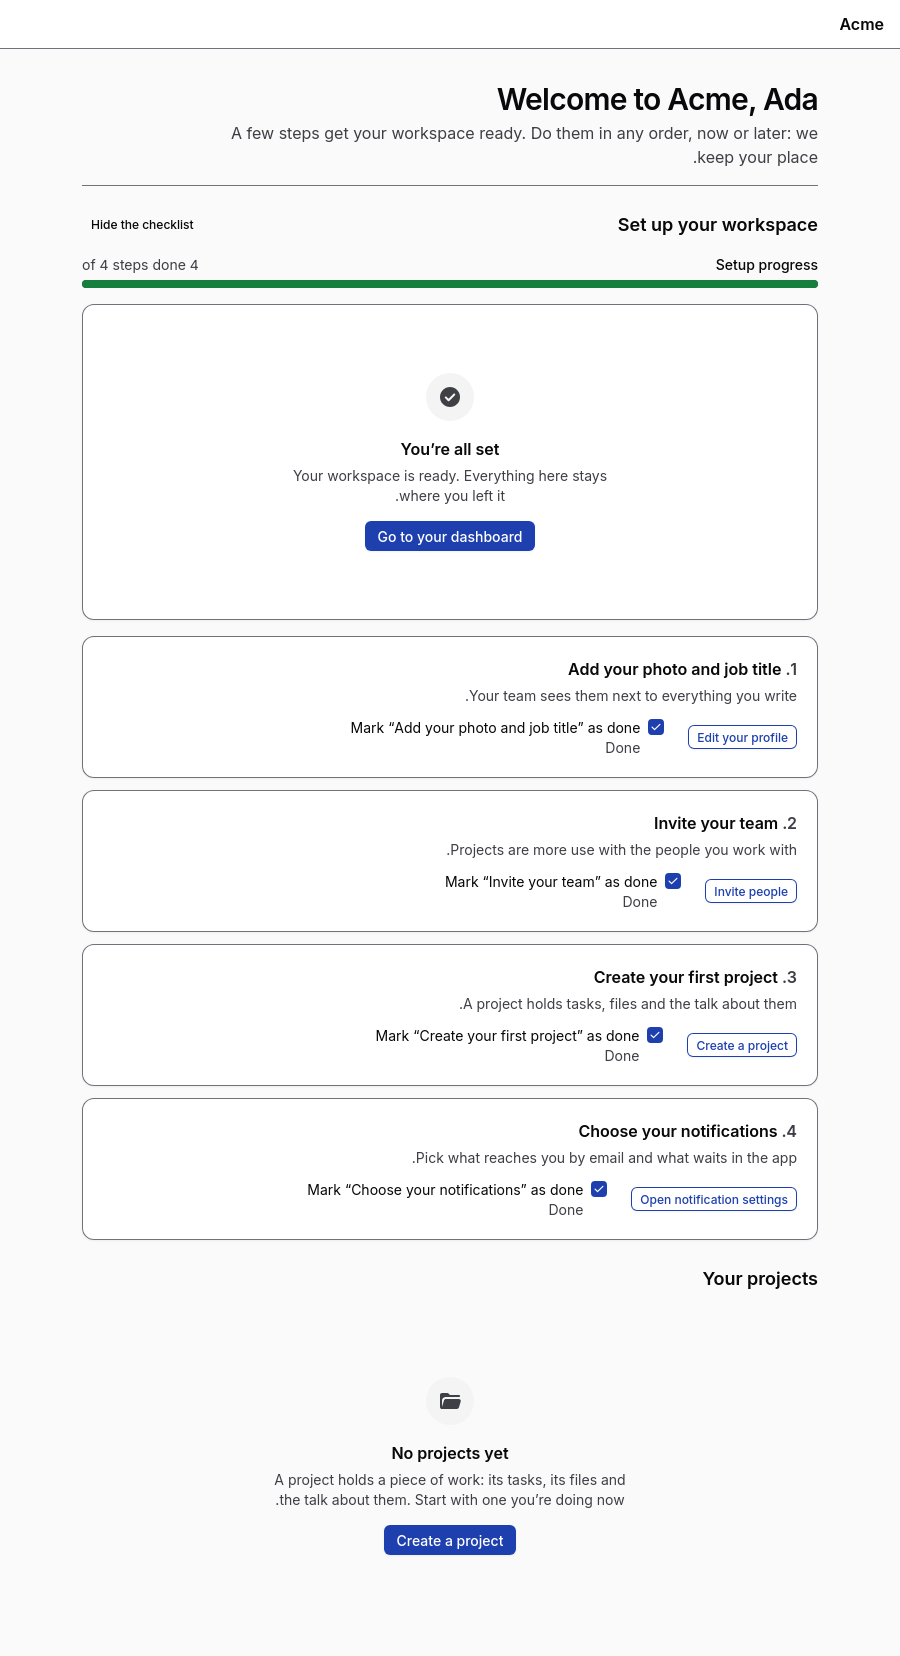 Acme
Welcome to Acme, Ada
A few steps get your workspace ready. Do them in any order, now or later: we
keep your place.
Set up your workspace
Hide the checklist
Setup progress
4 of 4 steps done
You’re all set
Your workspace is ready. Everything here stays
where you left it.
Go to your dashboard
1. Add your photo and job title
Your team sees them next to everything you write.
Edit your profile
Mark “Add your photo and job title” as done
Done
2. Invite your team
Projects are more use with the people you work with.
Invite people
Mark “Invite your team” as done
Done
3. Create your first project
A project holds tasks, files and the talk about them.
Create a project
Mark “Create your first project” as done
Done
4. Choose your notifications
Pick what reaches you by email and what waits in the app.
Open notification settings
Mark “Choose your notifications” as done
Done
Your projects
No projects yet
A project holds a piece of work: its tasks, its files and
the talk about them. Start with one you’re doing now.
Create a project